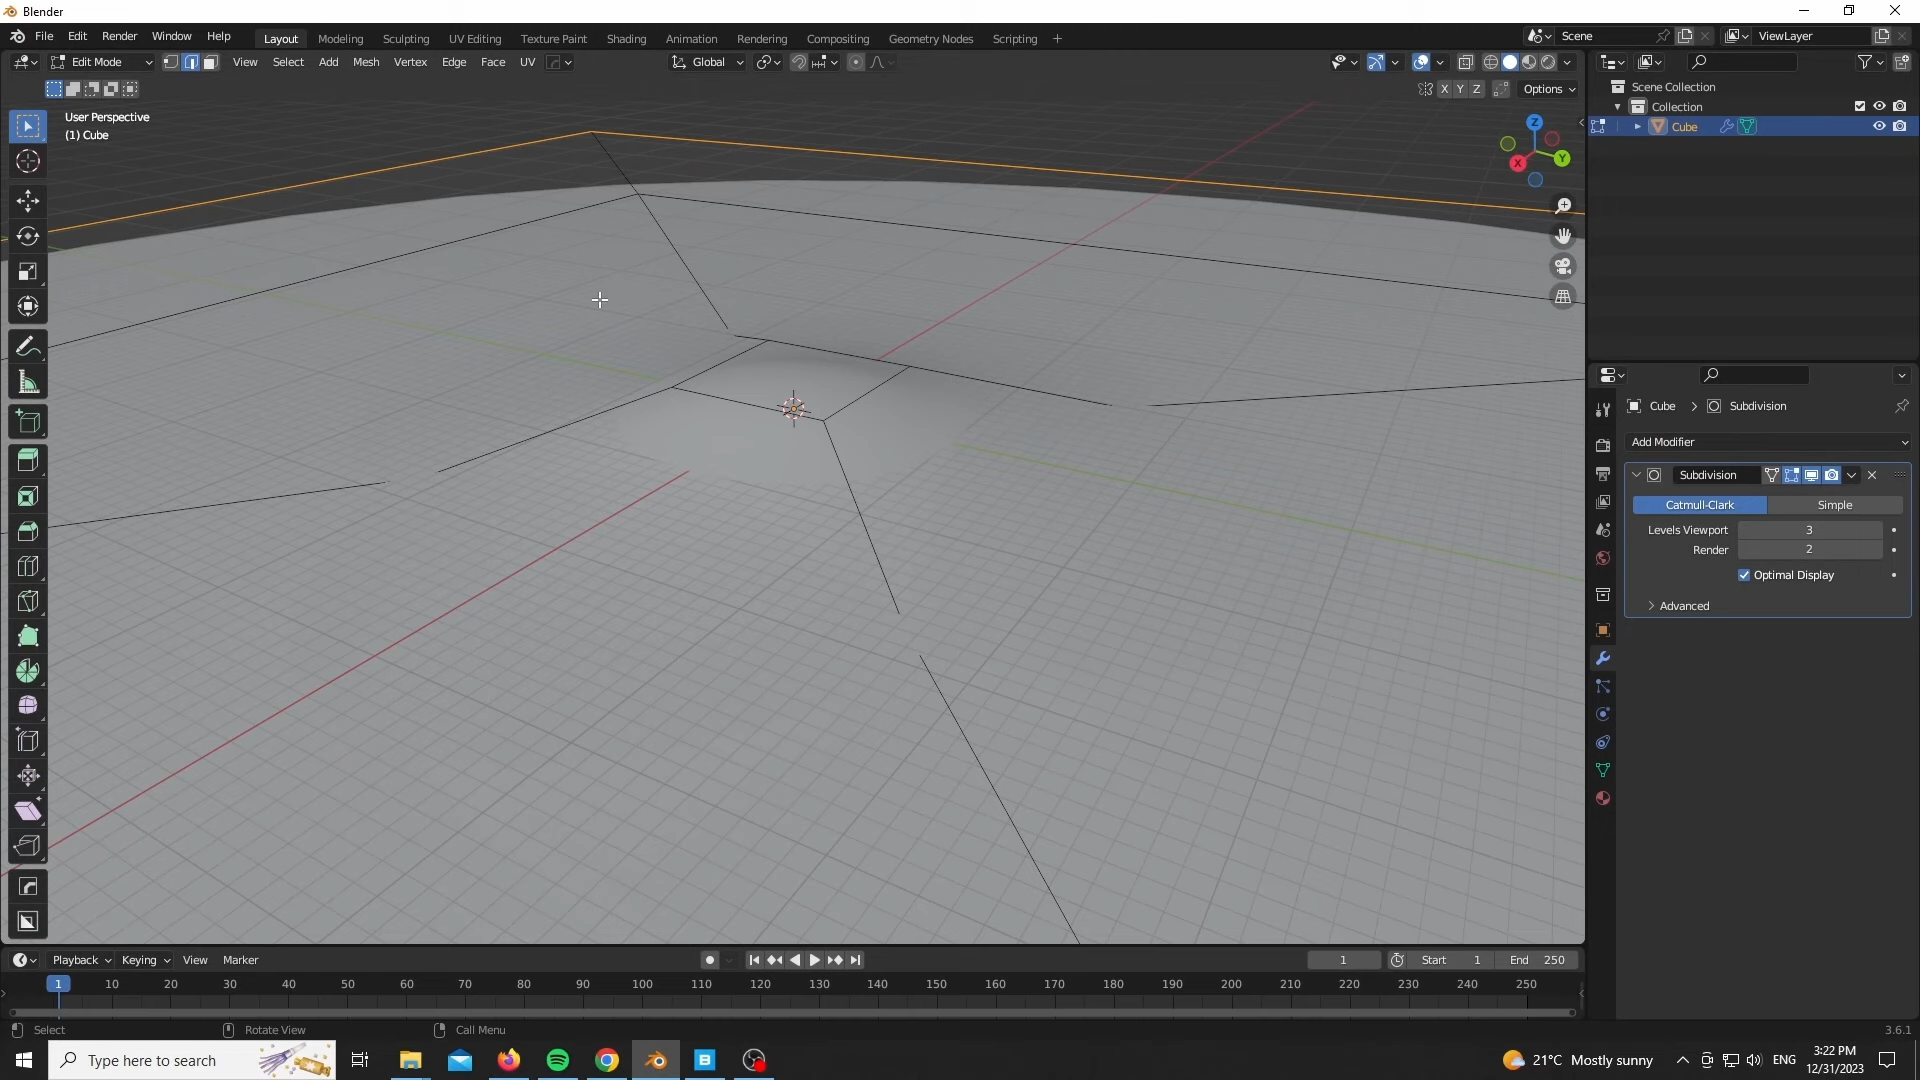 Blender
File Edit Render Window Help
Layout Modeling Sculpting UV Editing Texture Paint Shading Animation Rendering Compositing Geometry Nodes Scripting +
Scene
ViewLayer
Edit Mode
View Select Add Mesh Vertex Edge Face UV
Global
X Y Z
Options
User Perspective
(1) Cube
Z
Y
X
Scene Collection
Collection
Cube
Cube > Subdivision
Add Modifier
Subdivision
Catmull-Clark Simple
Levels Viewport 3
Render 2
Optimal Display
Advanced
Playback Keying View Marker
1
Start 1
End 250
1 10 20 30 40 50 60 70 80 90 100 110 120 130 140 150 160 170 180 190 200 210 220 230 240 250
Select
Rotate View
Call Menu
3.6.1
Type here to search
21°C Mostly sunny
ENG
3:22 PM
12/31/2023